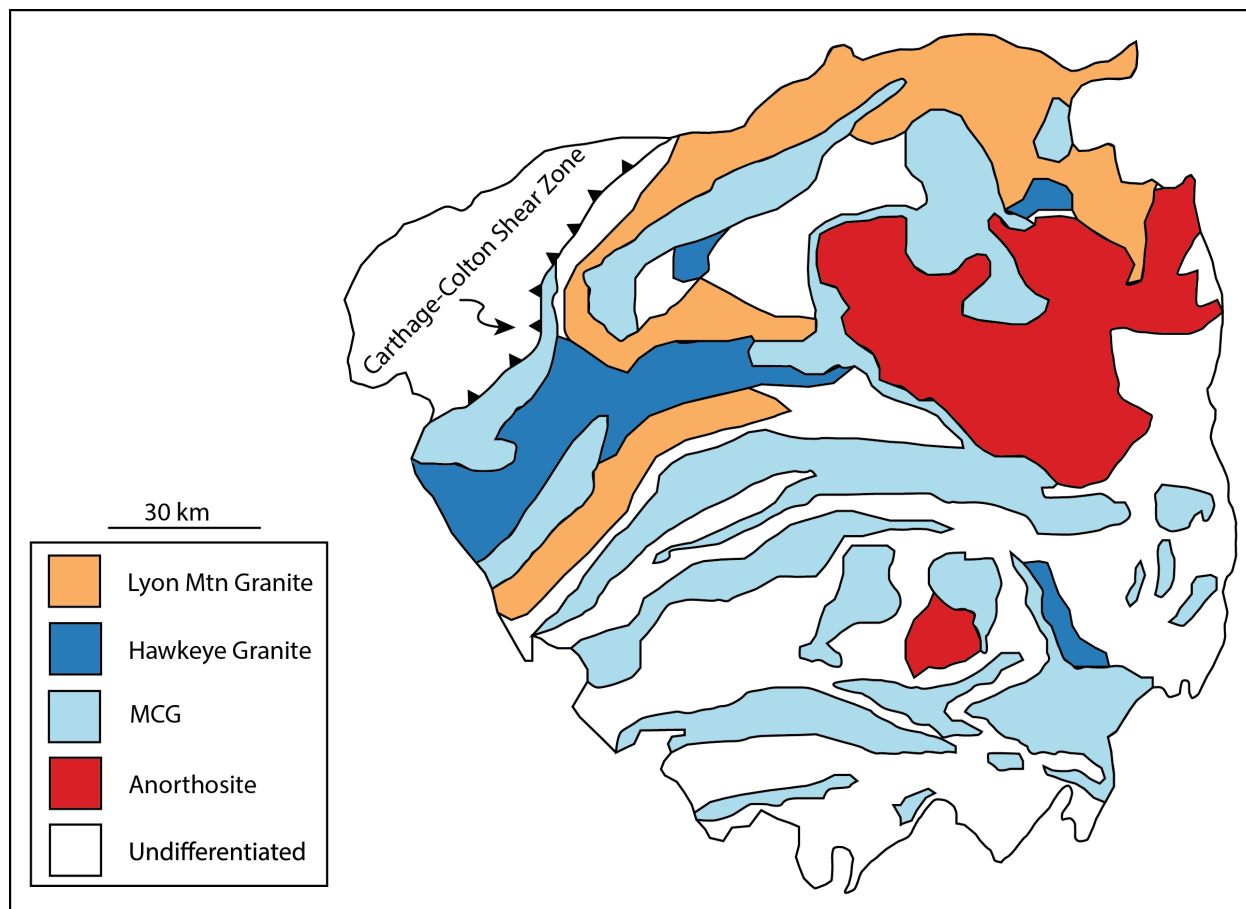 Carthage-Colton Shear Zone
30 km
Lyon Mtn Granite
Hawkeye Granite
MCG
Anorthosite
Undifferentiated